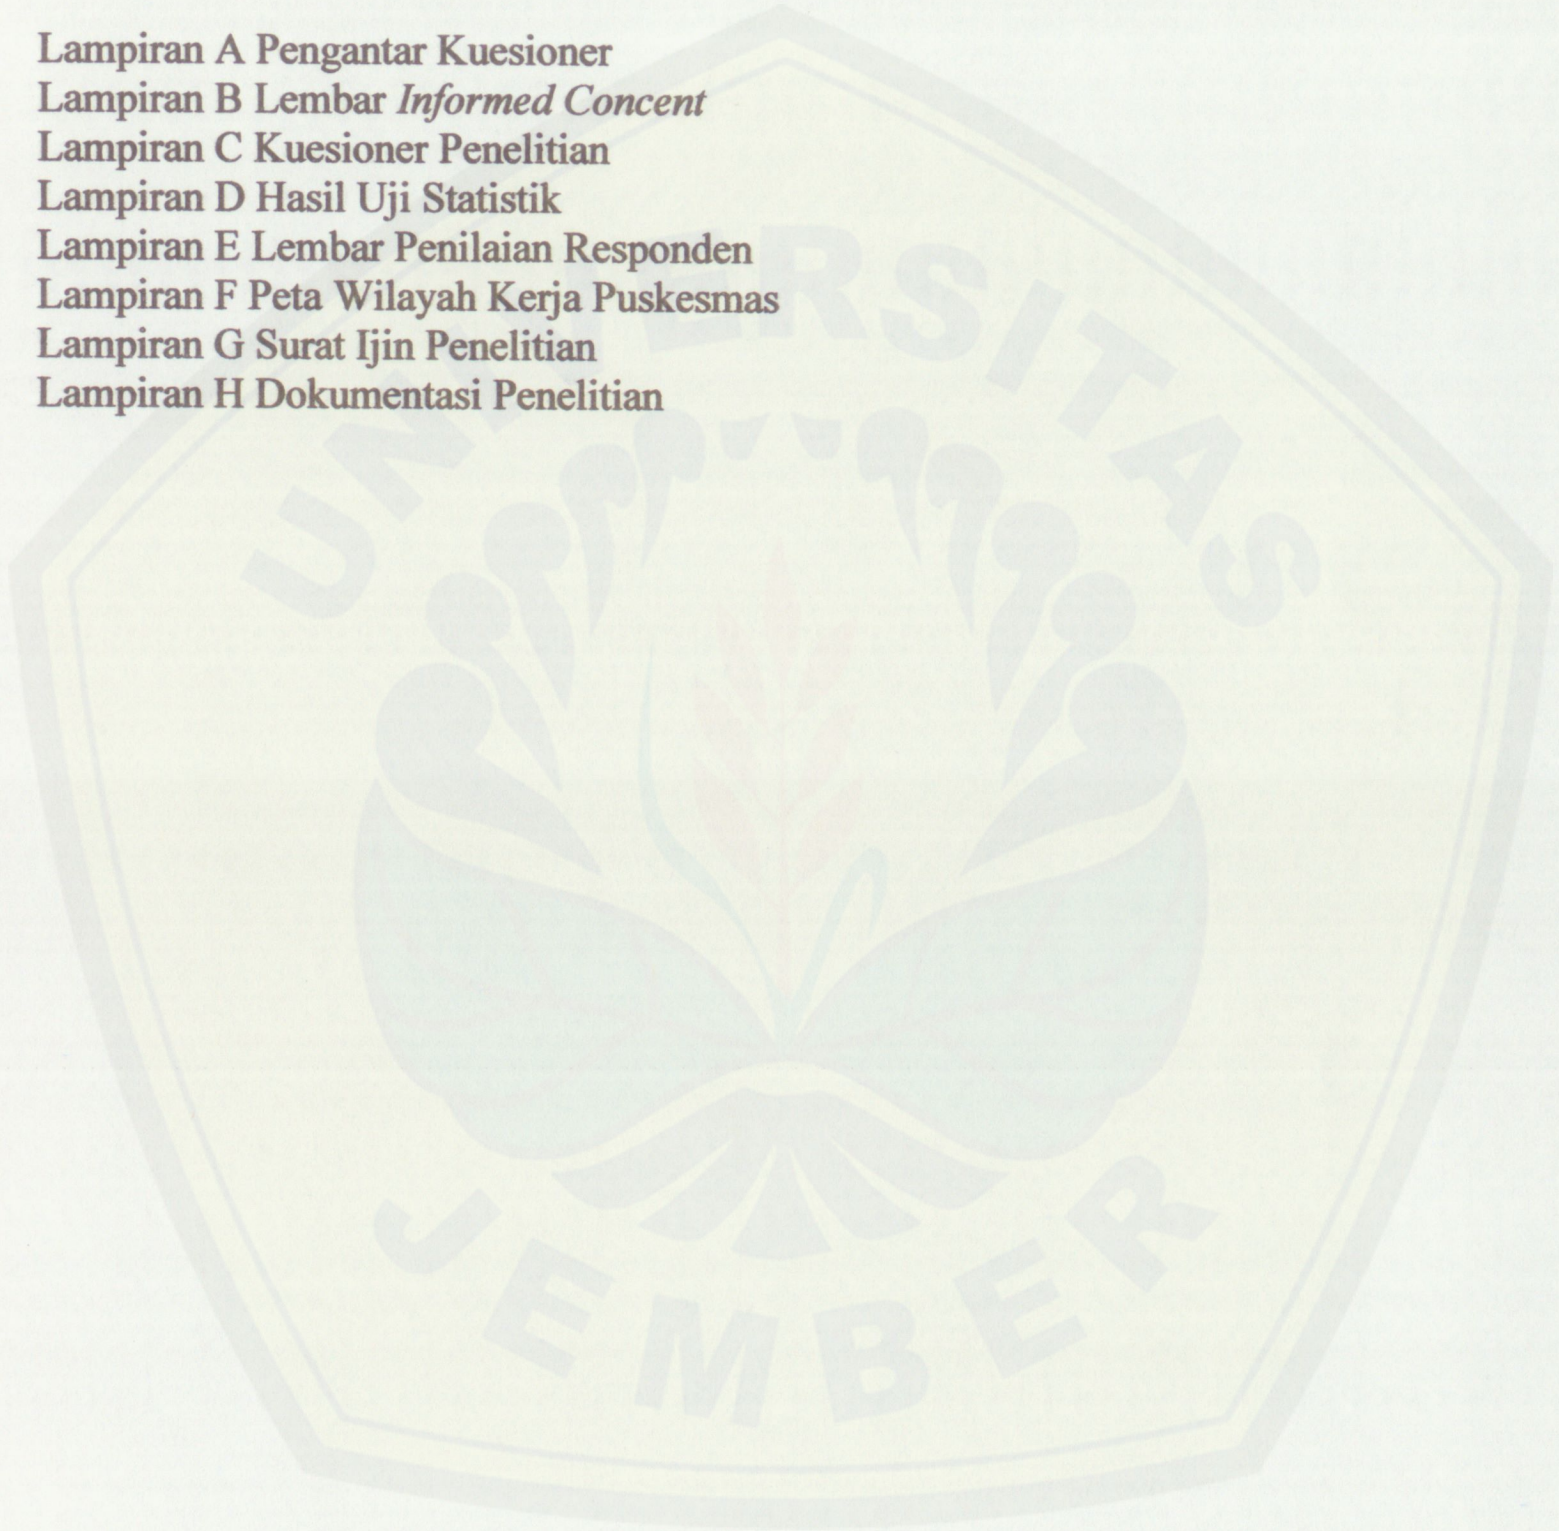 Lampiran A Pengantar Kuesioner
Lampiran B Lembar Informed Concent
Lampiran C Kuesioner Penelitian
Lampiran D Hasil Uji Statistik
Lampiran E Lembar Penilaian Responden
Lampiran F Peta Wilayah Kerja Puskesmas
Lampiran G Surat Ijin Penelitian
Lampiran H Dokumentasi Penelitian
UNIVERSITAS
JEMBER